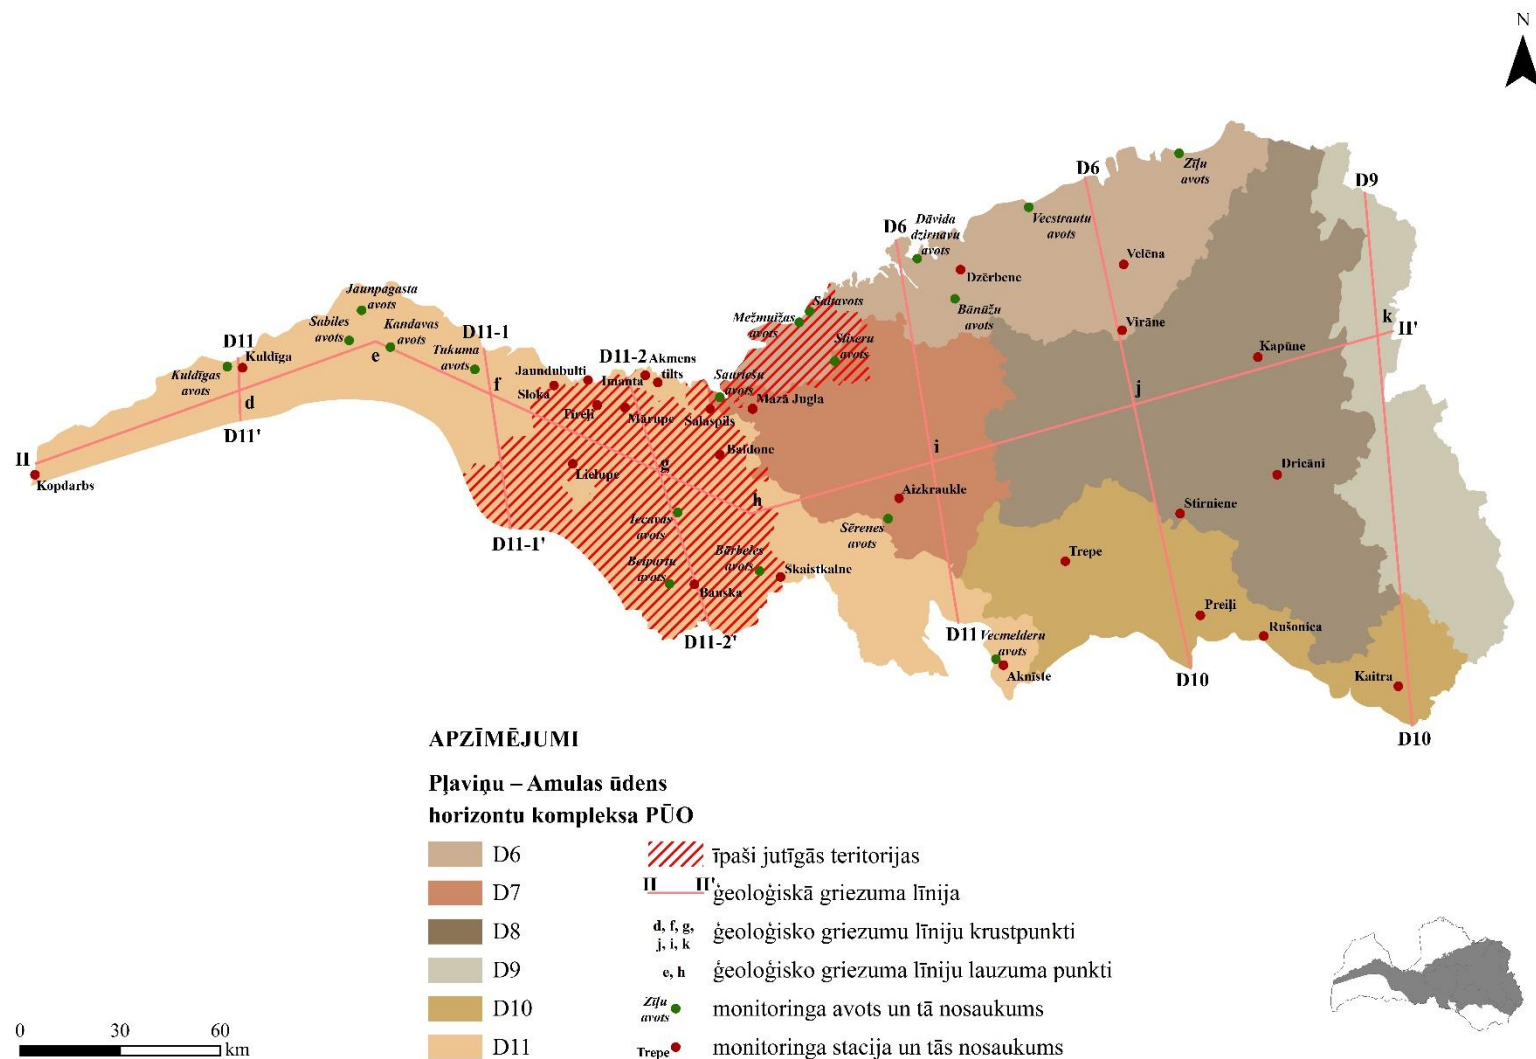 N
D6
Zīļu
avots
D9
D6
Dāvida
dzirnavu
avots
Vecstrautu
avots
Velēna
Dzērbene
Bānūžu
avots
Jaunpagasta
avots
Saltavots
Mežmuižas
avots
k
II'
Virāne
Sabiles
avots
Kandavas
avots
D11-1
e
Kapūne
D11
Kuldīga
Tukuma
avots
D11-2
Akmens
tilts
Kuldīgas
avots
f
Jaundubulti
Imanta
Sloka
Sauriešu
avots
j
d
Tīreļi
Mārupe
Salaspils
Mazā Jugla
D11'
II
Kopdarbs
Baldone
i
Lielupe
g
Dricāni
Aizkraukle
h
Stirniene
Iecavas
avots
Sērenes
avots
D11-1'
Bārbeles
avots
Trepe
Skaistkalne
Bauska
Preiļi
Rušonica
D11-2'
D11
Vecmelderu
avots
Aknīste
D10
Kaitra
D10
APZĪMĒJUMI
Pļaviņu – Amulas ūdens
horizontu kompleksa PŪO
D6
īpaši jutīgās teritorijas
D7
II II'
ģeoloģiskā griezuma līnija
D8
d, f, g,
j, i, k
ģeoloģisko griezumu līniju krustpunkti
D9
e, h
ģeoloģisko griezuma līniju lauzuma punkti
D10
Zīļu
avots
monitoringa avots un tā nosaukums
D11
Trepe
monitoringa stacija un tās nosaukums
0 30 60
km